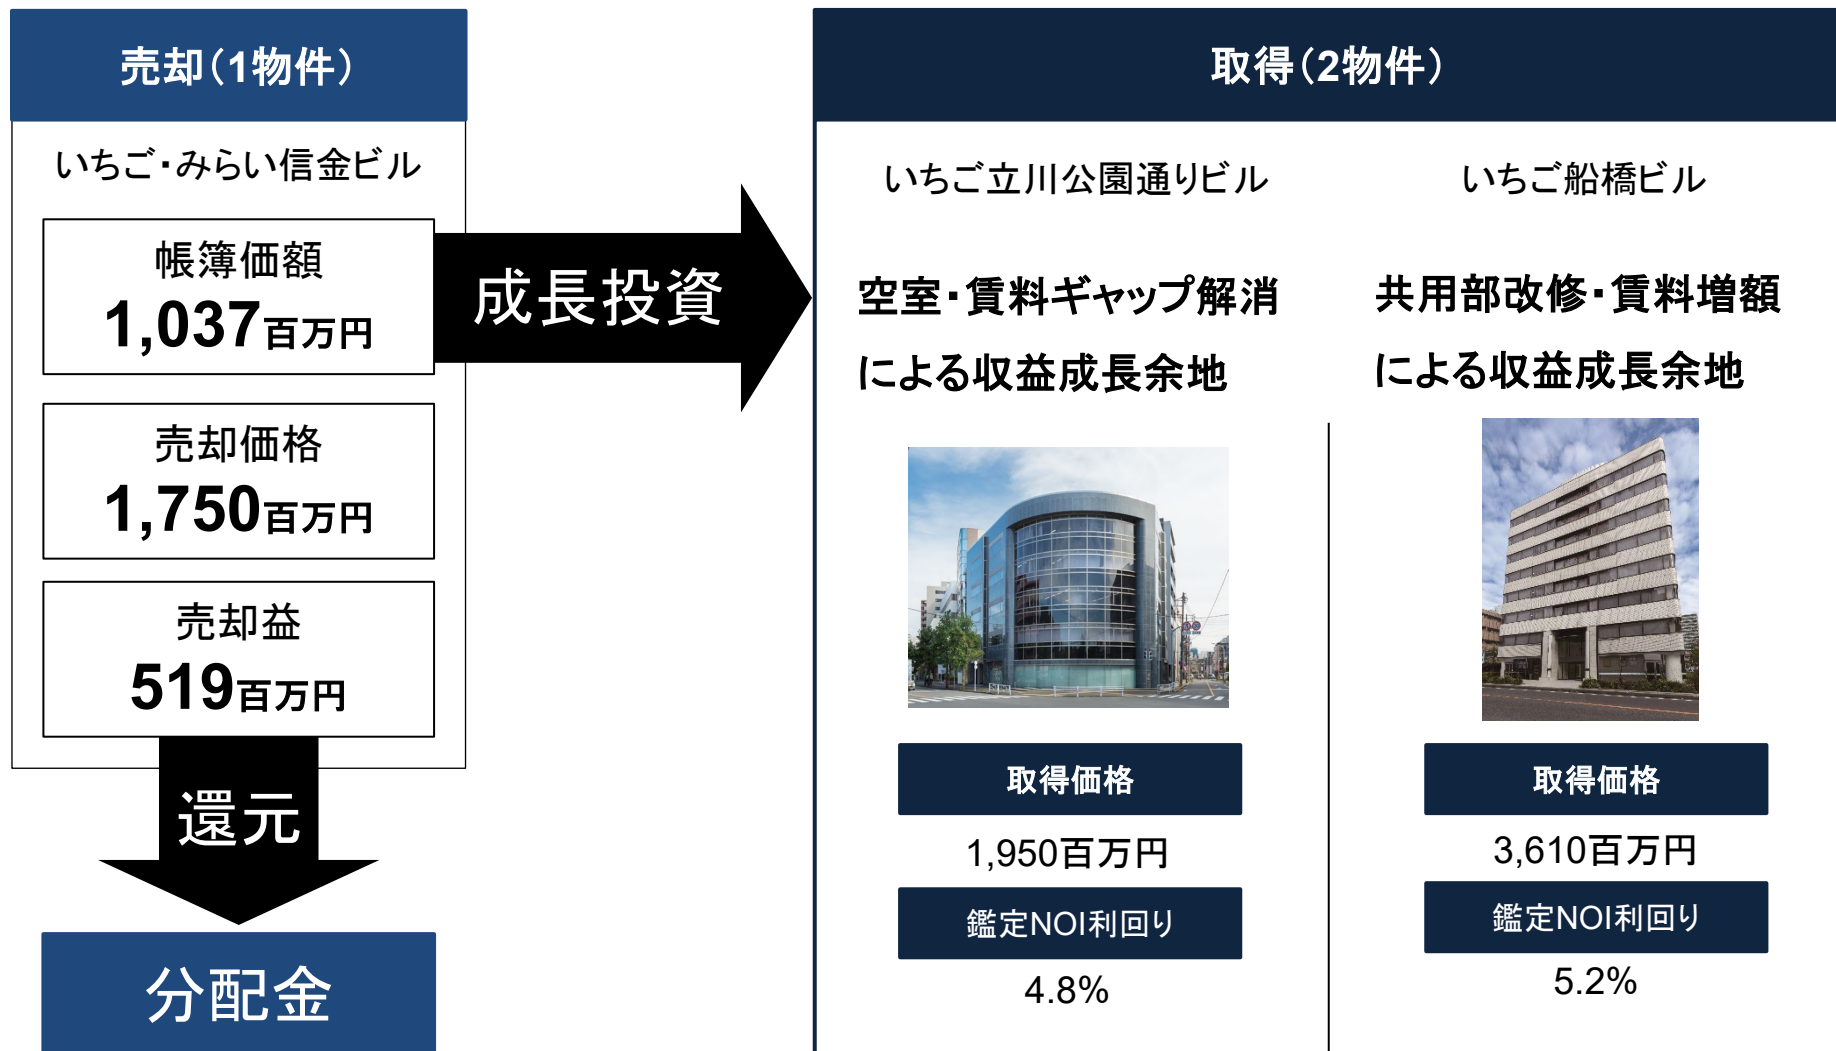 売却（1物件）
いちご・みらい信金ビル
帳簿価額
1,037百万円
売却価格
1,750百万円
売却益
519百万円
還元
分配金
成長投資
取得（2物件）
いちご立川公園通りビル
空室・賃料ギャップ解消
による収益成長余地
取得価格
1,950百万円
鑑定NOI利回り
4.8%
いちご船橋ビル
共用部改修・賃料増額
による収益成長余地
取得価格
3,610百万円
鑑定NOI利回り
5.2%